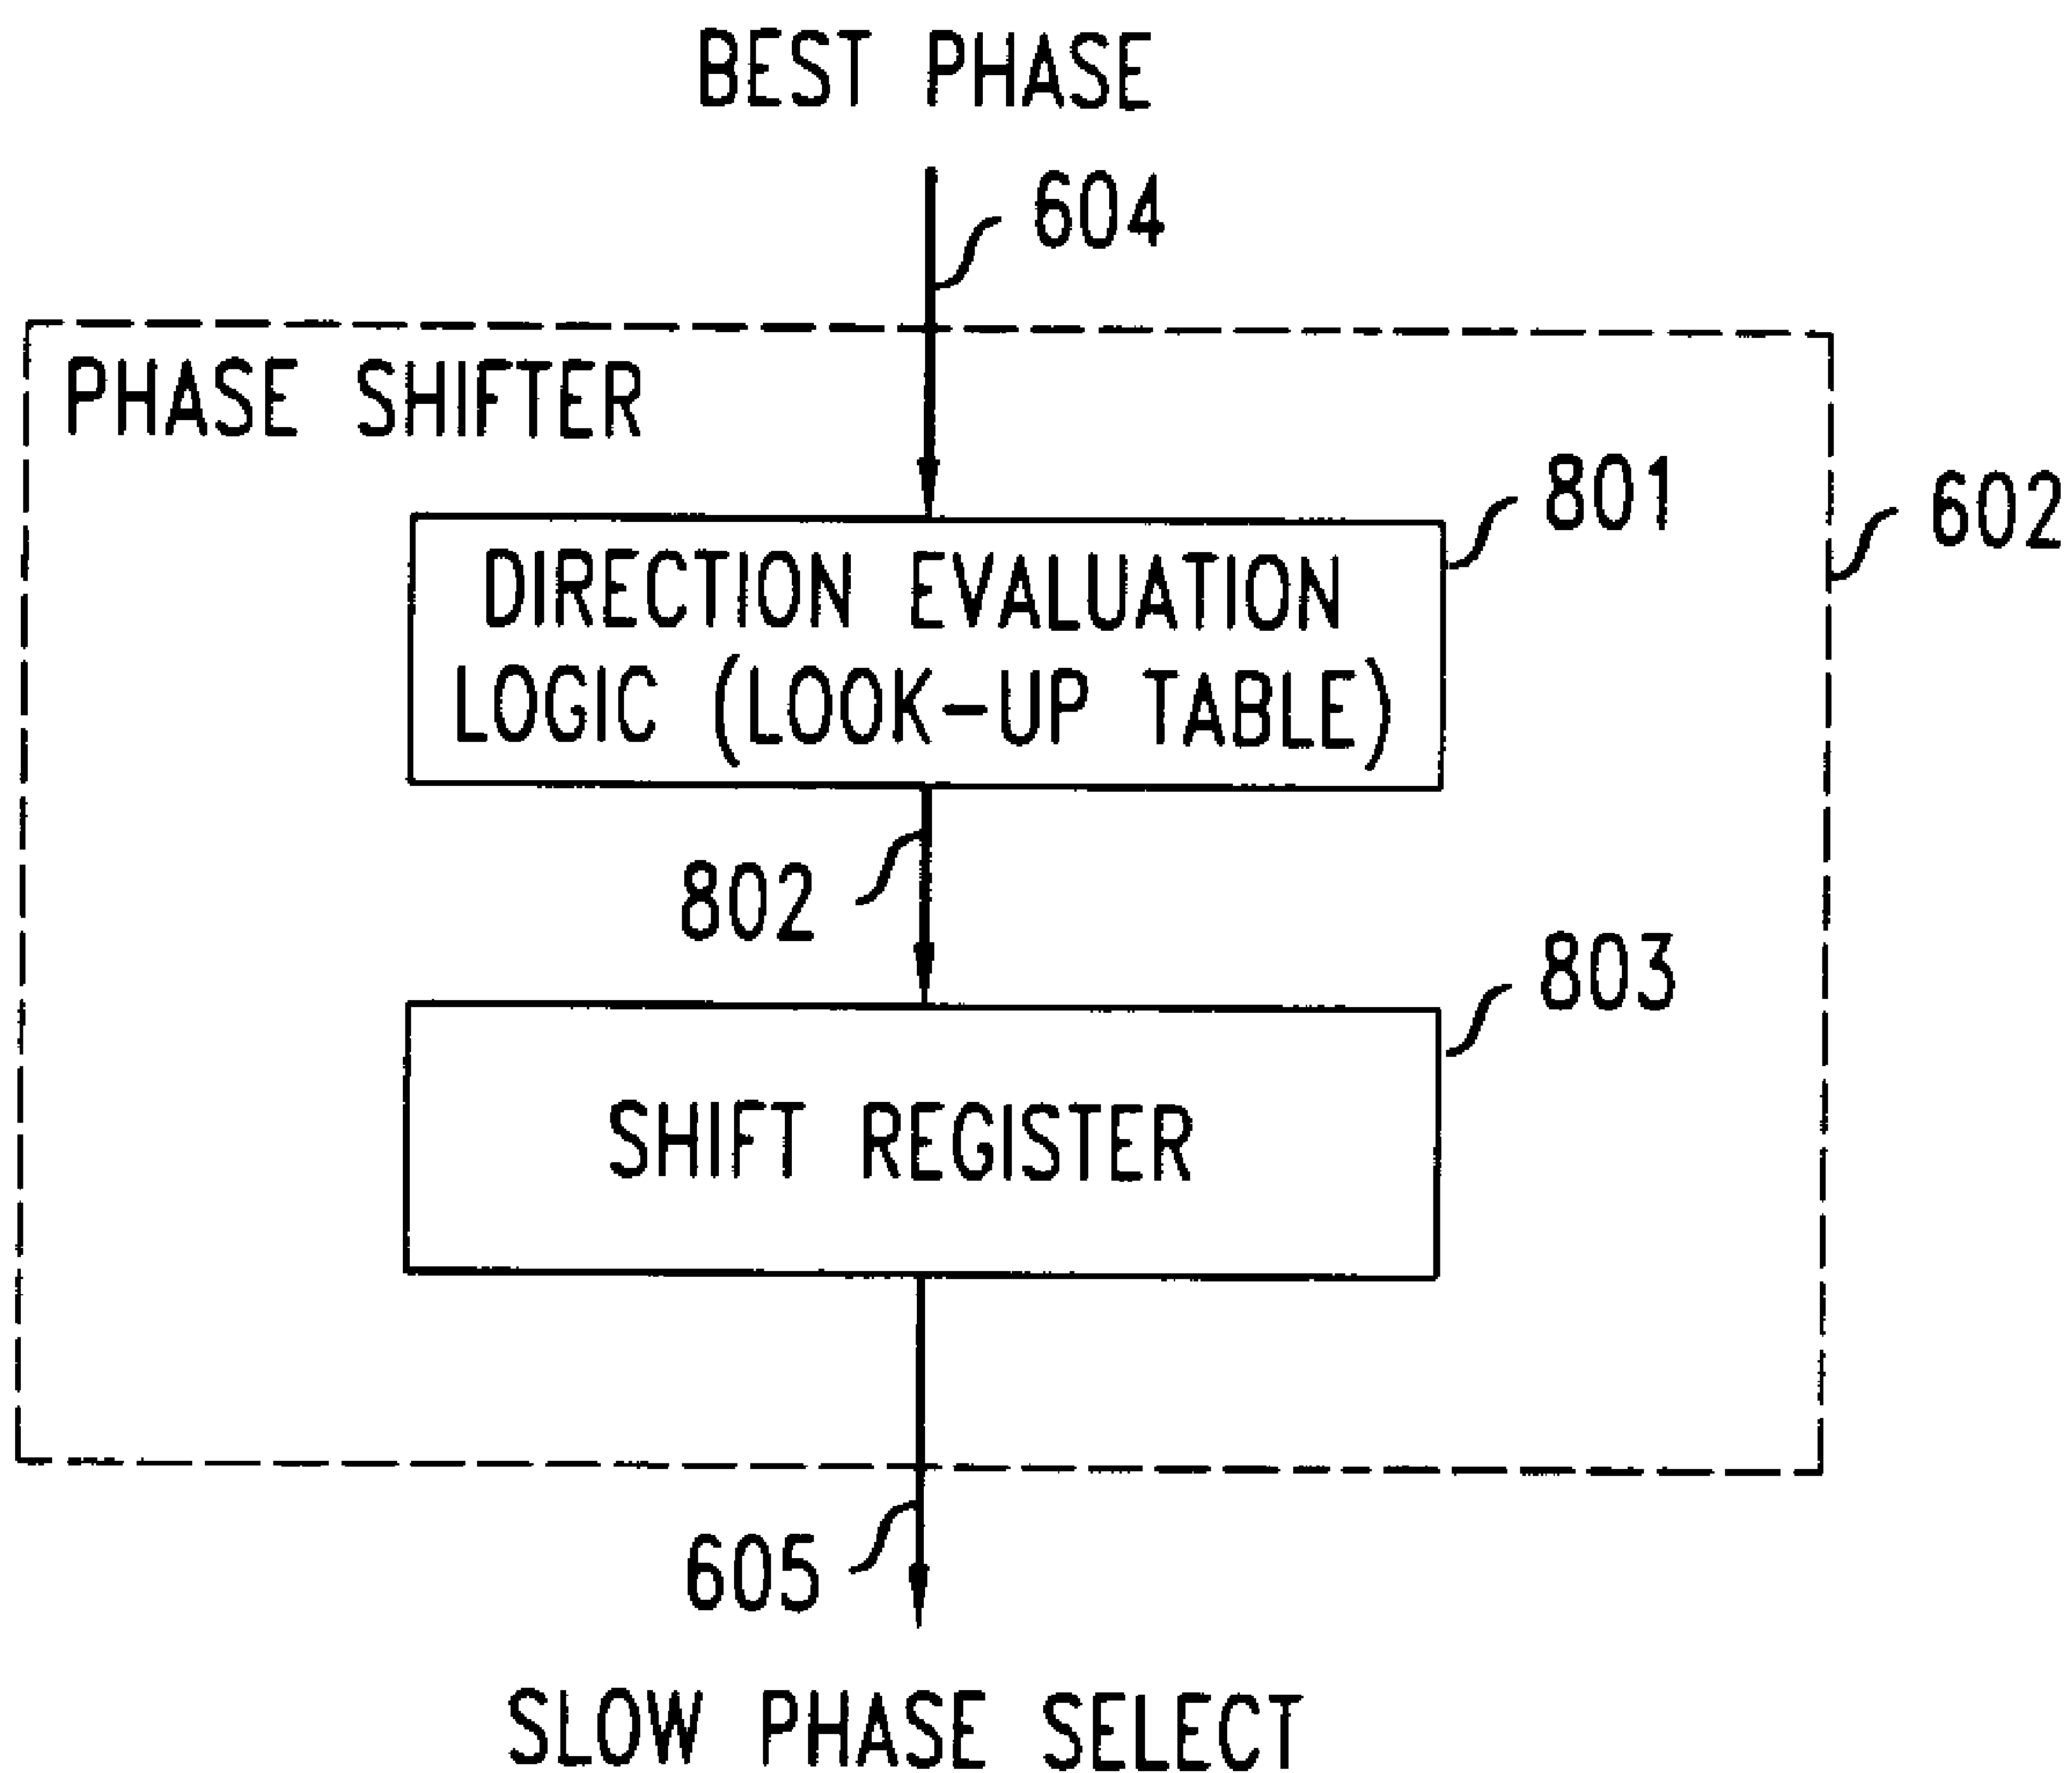 BEST PHASE
604
PHASE SHIFTER
801
602
DIRECTION EVALUATION
LOGIC (LOOK-UP TABLE)
802
803
SHIFT REGISTER
605
SLOW PHASE SELECT